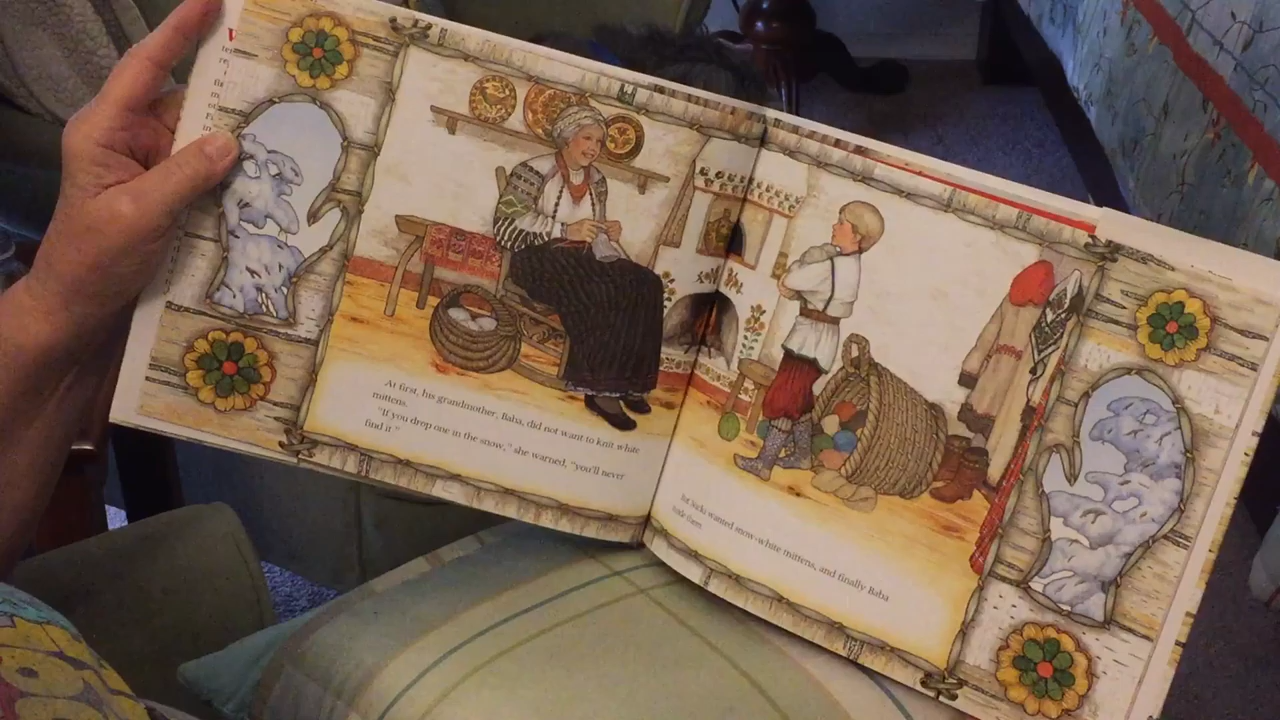 At first, his grandmother, Baba, did not want to knit white
mittens.
"If you drop one in the snow," she warned, "you'll never
find it."
But Nicki wanted snow-white mittens, and finally Baba
made them.